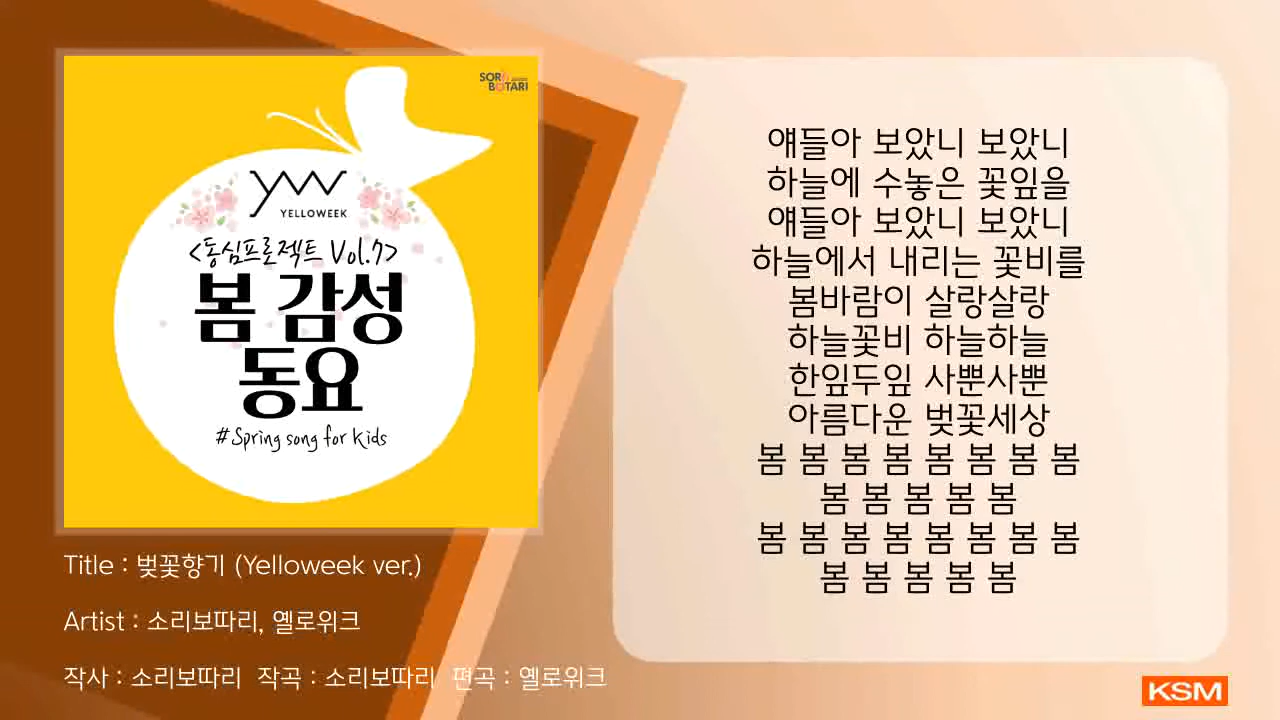 SORI
BOTARI
yw
YELLOWEEK
<동심프로젝트 Vol.7>
봄 감성
동요
#Spring song for kids
Title : 벚꽃향기 (Yelloweek ver.)
Artist : 소리보따리, 옐로위크
작사 : 소리보따리 작곡 : 소리보따리 편곡 : 옐로위크
얘들아 보았니 보았니
하늘에 수놓은 꽃잎을
얘들아 보았니 보았니
하늘에서 내리는 꽃비를
봄바람이 살랑살랑
하늘꽃비 하늘하늘
한잎두잎 사뿐사뿐
아름다운 벚꽃세상
봄 봄 봄 봄 봄 봄 봄 봄
봄 봄 봄 봄 봄
봄 봄 봄 봄 봄 봄 봄 봄
봄 봄 봄 봄 봄
KSM